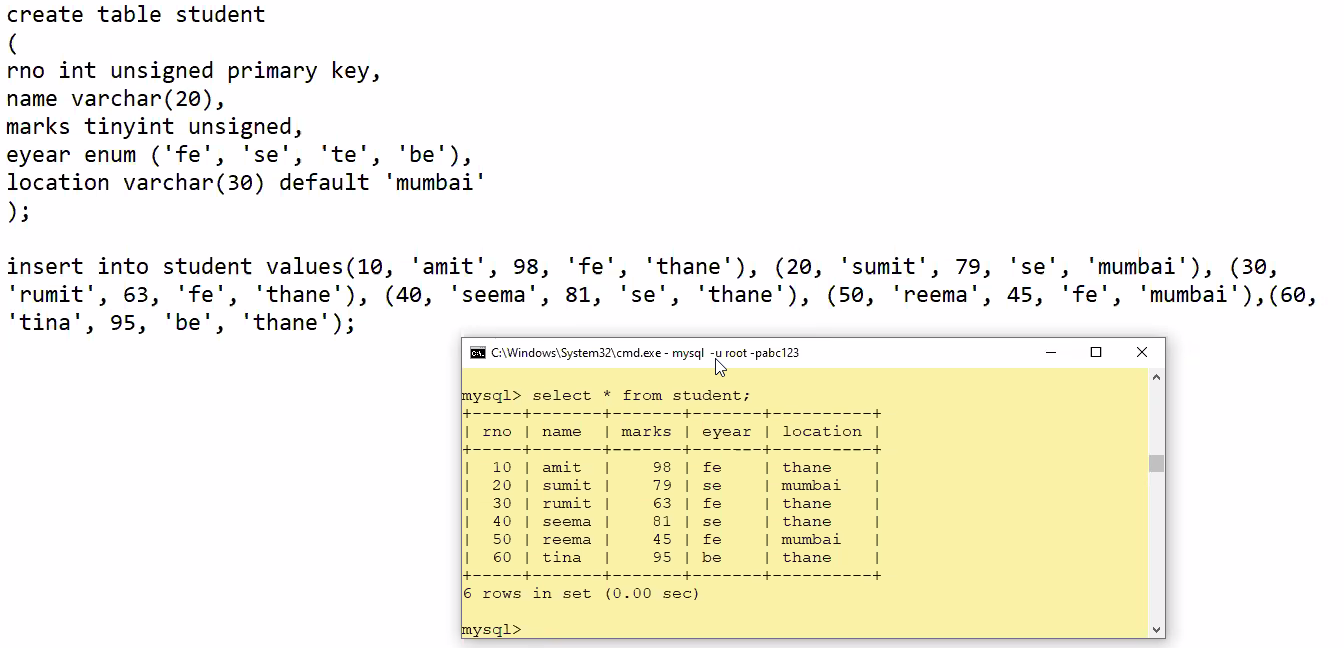 create table student
(
rno int unsigned primary key,
name varchar(20),
marks tinyint unsigned,
eyear enum ('fe', 'se', 'te', 'be'),
location varchar(30) default 'mumbai'
);
insert into student values(10, 'amit', 98, 'fe', 'thane'), (20, 'sumit', 79, 'se', 'mumbai'), (30,
'rumit', 63, 'fe', 'thane'), (40, 'seema', 81, 'se', 'thane'), (50, 'reema', 45, 'fe', 'mumbai'),(60,
'tina', 95, 'be', 'thane');
C:\Windows\System32\cmd.exe - mysql -u root -pabc123
mysql> select * from student;
+-----+-------+-------+-------+----------+
| rno | name  | marks | eyear | location |
+-----+-------+-------+-------+----------+
|  10 | amit  |    98 | fe    | thane    |
|  20 | sumit |    79 | se    | mumbai   |
|  30 | rumit |    63 | fe    | thane    |
|  40 | seema |    81 | se    | thane    |
|  50 | reema |    45 | fe    | mumbai   |
|  60 | tina  |    95 | be    | thane    |
+-----+-------+-------+-------+----------+
6 rows in set (0.00 sec)
mysql>